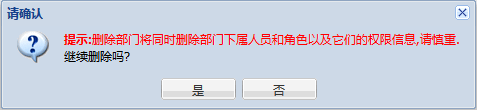 请确认
提示:删除部门将同时删除部门下属人员和角色以及它们的权限信息,请慎重.
继续删除吗?
是
否